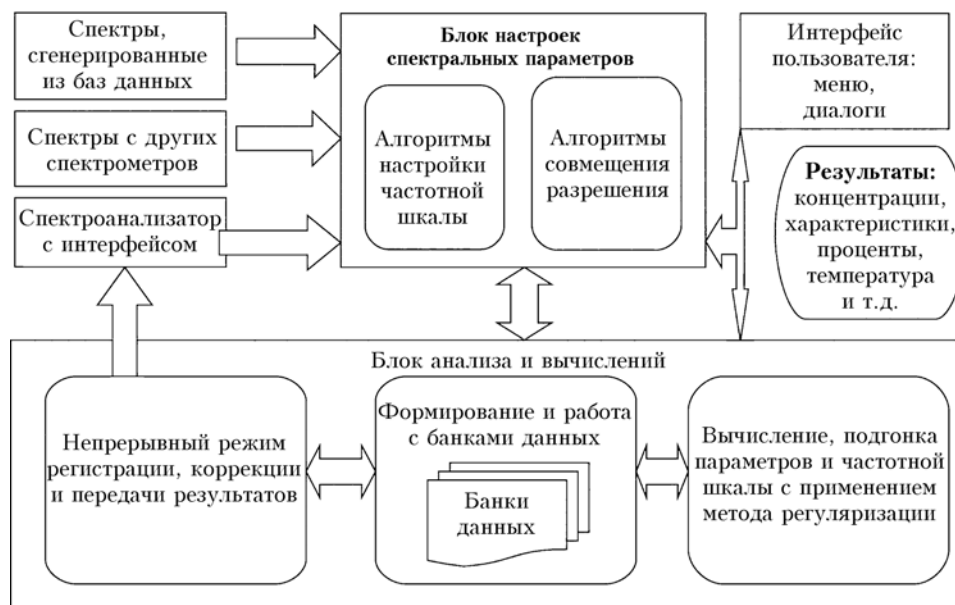 Спектры,
сгенерированные
из баз данных
Спектры с других
спектрометров
Спектроанализатор
с интерфейсом
Блок настроек
спектральных параметров
Алгоритмы
настройки
частотной
шкалы
Алгоритмы
совмещения
разрешения
Интерфейс
пользователя:
меню,
диалоги
Результаты:
концентрации,
характеристики,
проценты,
температура
и т.д.
Блок анализа и вычислений
Непрерывный режим
регистрации, коррекции
и передачи результатов
Формирование и работа
с банками данных
Банки
данных
Вычисление, подгонка
параметров и частотной
шкалы с применением
метода регуляризации